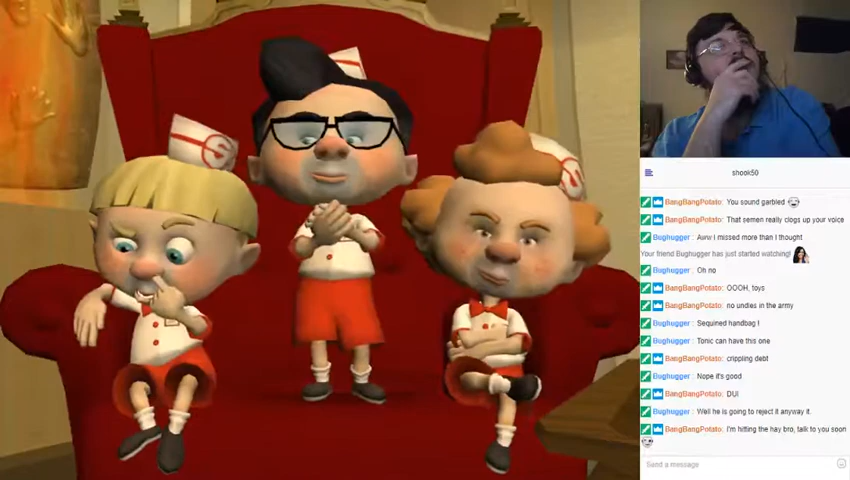 S
shook50
BangBangPotato: You sound garbled
BangBangPotato: That semen really clogs up your voice
Bughugger: Aww I missed more than I thought
Your friend Bughugger has just started watching!
Bughugger: Oh no
BangBangPotato: OOOH, toys
BangBangPotato: no undies in the army
Bughugger: Sequined handbag !
Bughugger: Tonic can have this one
BangBangPotato: crippling debt
Bughugger: Nope it's good
BangBangPotato: DUI
Bughugger: Well he is going to reject it anyway it.
BangBangPotato: I'm hitting the hay bro, talk to you soon
Send a message